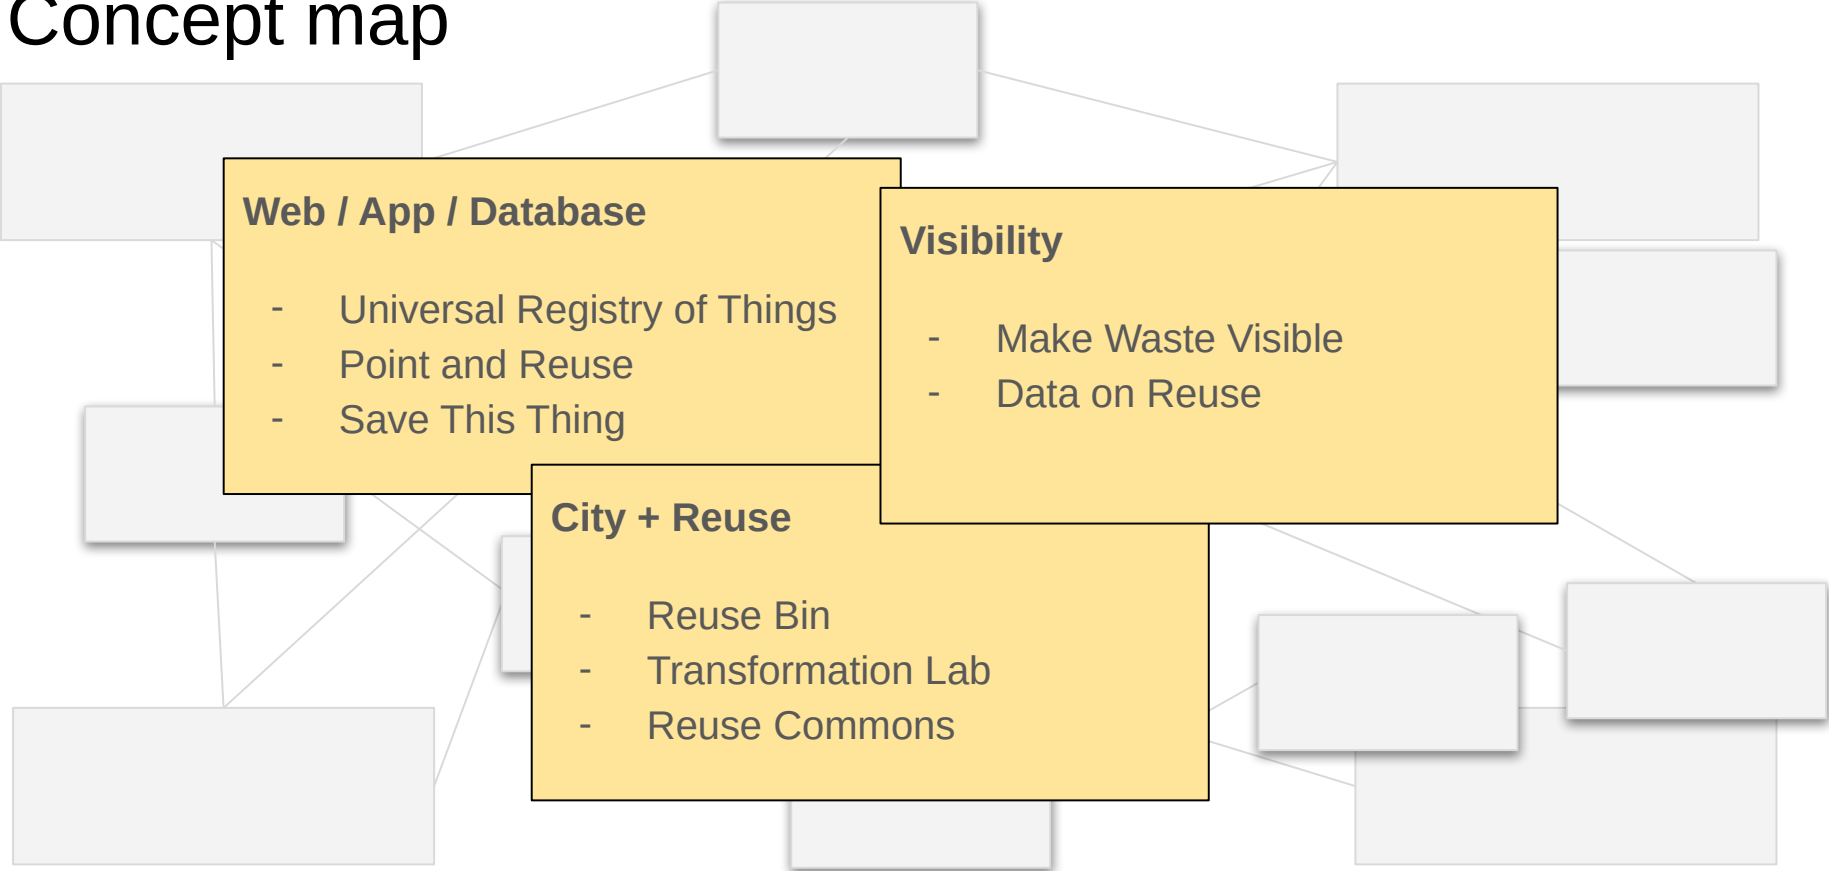 Concept map
Web / App / Database
- Universal Registry of Things
- Point and Reuse
- Save This Thing
Visibility
- Make Waste Visible
- Data on Reuse
City + Reuse
- Reuse Bin
- Transformation Lab
- Reuse Commons